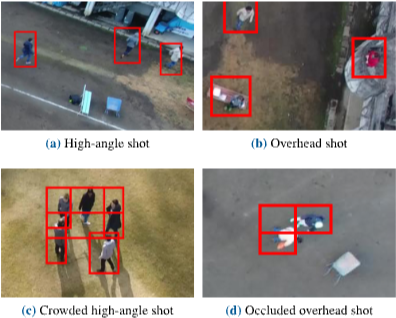 (a) High-angle shot
(b) Overhead shot
(c) Crowded high-angle shot
(d) Occluded overhead shot